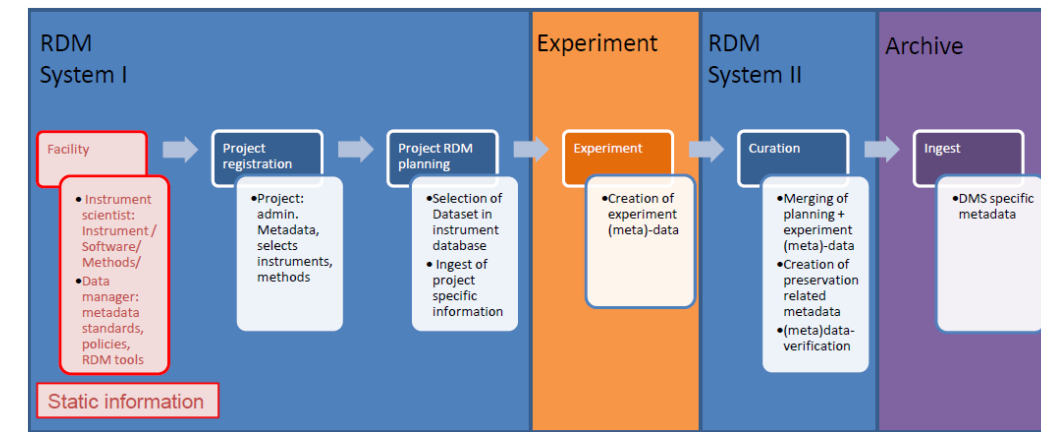 RDM
System I
Experiment
RDM
System II
Archive
Facility
Project
registration
Project RDM
planning
Experiment
Curation
Ingest
• Instrument
scientist:
Instrument /
Software/
Methods/
•Data
manager:
metadata
standards,
policies,
RDM tools
•Project:
admin.
Metadata,
selects
instruments,
methods
•Selection of
Dataset in
instrument
database
• Ingest of
project
specific
information
•Creation of
experiment
(meta)-data
•Merging of
planning +
experiment
(meta)-data
•Creation of
preservation
related
metadata
•(meta)data-
verification
•DMS specific
metadata
Static information